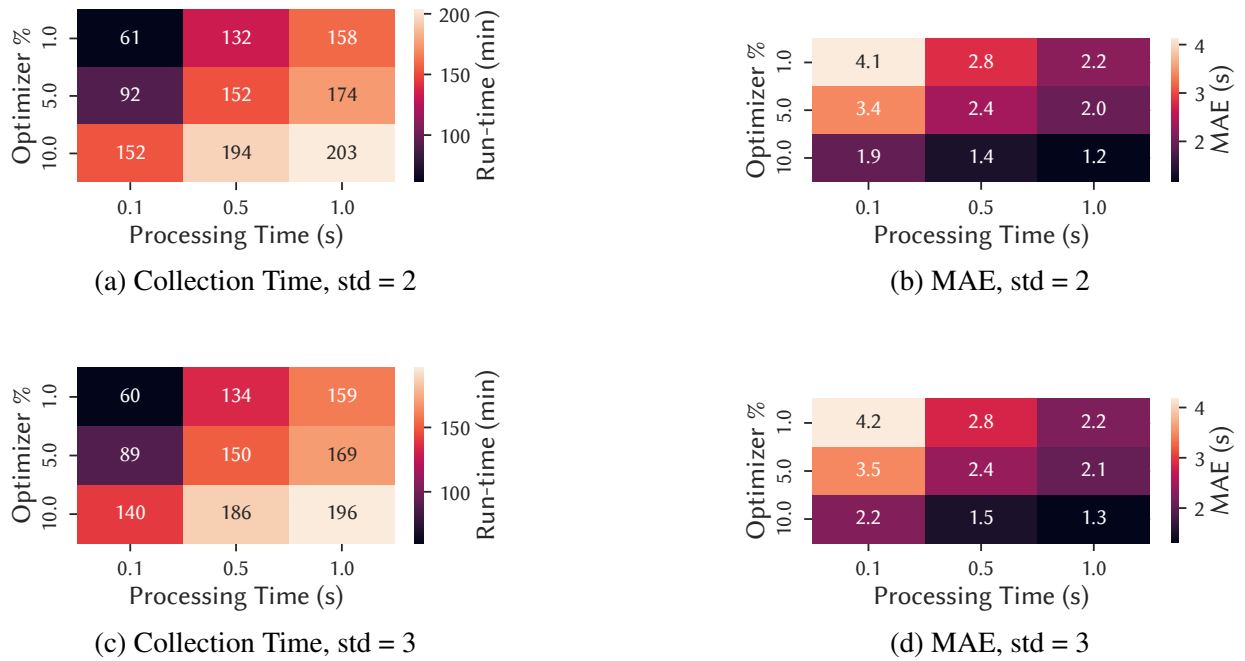 Optimizer %
1.0
5.0
10.0
61 132 158
92 152 174
152 194 203
0.1 0.5 1.0
Processing Time (s)
200
150
100
Run-time (min)
(a) Collection Time, std = 2
Optimizer %
1.0
5.0
10.0
4.1 2.8 2.2
3.4 2.4 2.0
1.9 1.4 1.2
0.1 0.5 1.0
Processing Time (s)
4
3
2
MAE (s)
(b) MAE, std = 2
Optimizer %
1.0
5.0
10.0
60 134 159
89 150 169
140 186 196
0.1 0.5 1.0
Processing Time (s)
150
100
Run-time (min)
(c) Collection Time, std = 3
Optimizer %
1.0
5.0
10.0
4.2 2.8 2.2
3.5 2.4 2.1
2.2 1.5 1.3
0.1 0.5 1.0
Processing Time (s)
4
3
2
MAE (s)
(d) MAE, std = 3